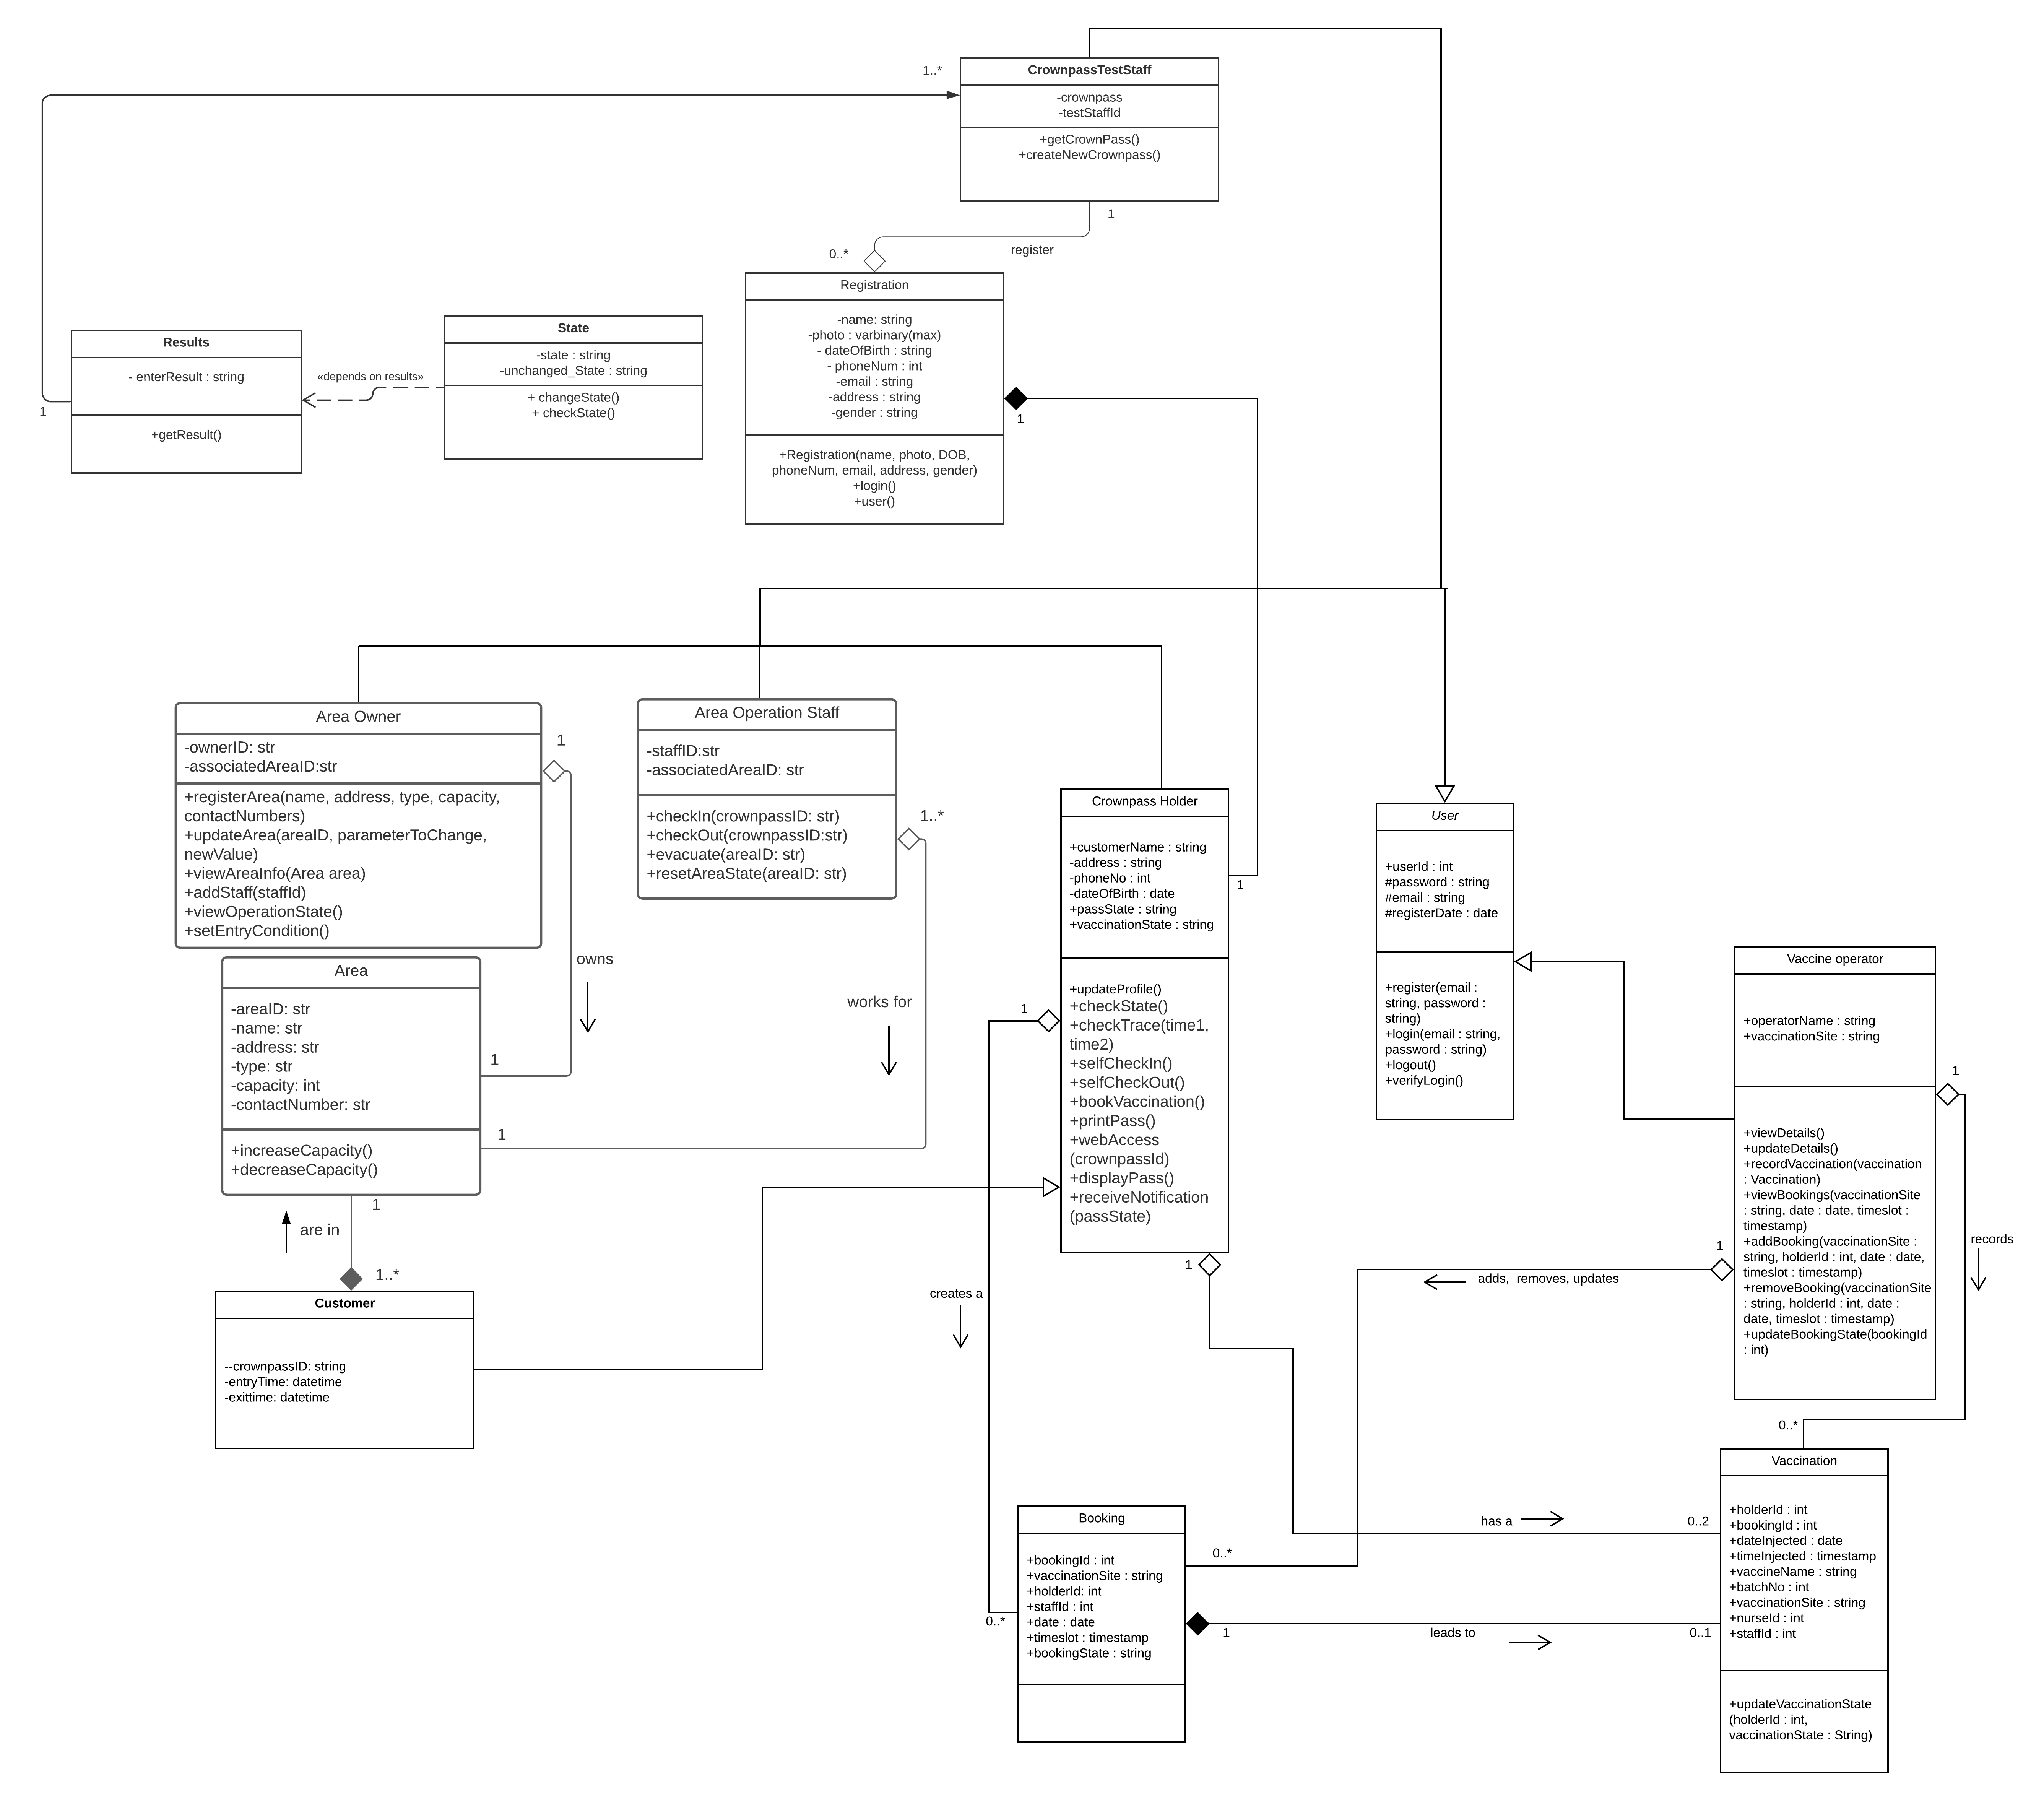 1..*
CrownpassTestStaff
-crownpass
-testStaffId
+getCrownPass()
+createNewCrownpass()
1
register
0..*
Registration
-name: string
-photo : varbinary(max)
- dateOfBirth : string
- phoneNum : int
-email : string
-address : string
-gender : string
+Registration(name, photo, DOB,
phoneNum, email, address, gender)
+login()
+user()
1
State
-state : string
-unchanged_State : string
+ changeState()
+ checkState()
«depends on results»
Results
- enterResult : string
+getResult()
1
Area Owner
-ownerID: str
-associatedAreaID:str
+registerArea(name, address, type, capacity,
contactNumbers)
+updateArea(areaID, parameterToChange,
newValue)
+viewAreaInfo(Area area)
+addStaff(staffId)
+viewOperationState()
+setEntryCondition()
1
owns
1
Area Operation Staff
-staffID:str
-associatedAreaID: str
+checkIn(crownpassID: str)
+checkOut(crownpassID:str)
+evacuate(areaID: str)
+resetAreaState(areaID: str)
1..*
works for
1
Area
-areaID: str
-name: str
-address: str
-type: str
-capacity: int
-contactNumber: str
+increaseCapacity()
+decreaseCapacity()
1
are in
1..*
Customer
--crownpassID: string
-entryTime: datetime
-exittime: datetime
Crownpass Holder
+customerName : string
-address : string
-phoneNo : int
-dateOfBirth : date
+passState : string
+vaccinationState : string
+updateProfile()
+checkState()
+checkTrace(time1,
time2)
+selfCheckIn()
+selfCheckOut()
+bookVaccination()
+printPass()
+webAccess
(crownpassId)
+displayPass()
+receiveNotification
(passState)
1
1
1
creates a
0..*
User
+userId : int
#password : string
#email : string
#registerDate : date
+register(email :
string, password :
string)
+login(email : string,
password : string)
+logout()
+verifyLogin()
Vaccine operator
+operatorName : string
+vaccinationSite : string
+viewDetails()
+updateDetails()
+recordVaccination(vaccination
: Vaccination)
+viewBookings(vaccinationSite
: string, date : date, timeslot :
timestamp)
+addBooking(vaccinationSite :
string, holderId : int, date : date,
timeslot : timestamp)
+removeBooking(vaccinationSite
: string, holderId : int, date :
date, timeslot : timestamp)
+updateBookingState(bookingId
: int)
1
records
0..*
1
adds,  removes, updates
0..*
Booking
+bookingId : int
+vaccinationSite : string
+holderId: int
+staffId : int
+date : date
+timeslot : timestamp
+bookingState : string
has a
0..2
1
leads to
0..1
Vaccination
+holderId : int
+bookingId : int
+dateInjected : date
+timeInjected : timestamp
+vaccineName : string
+batchNo : int
+vaccinationSite : string
+nurseId : int
+staffId : int
+updateVaccinationState
(holderId : int,
vaccinationState : String)